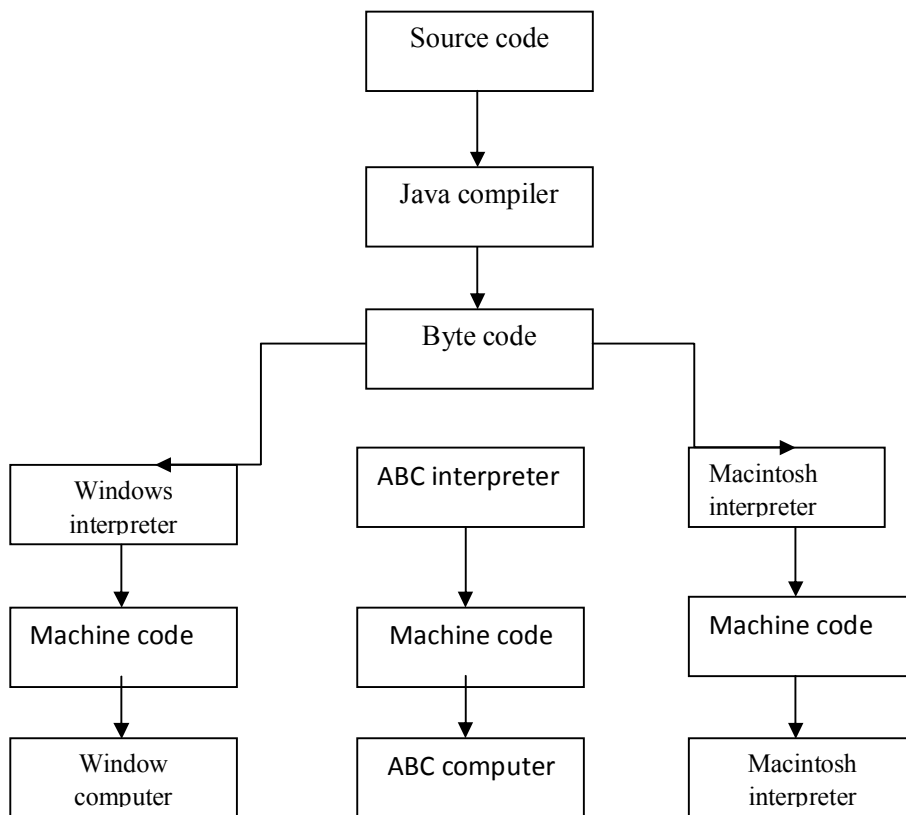 Source code
Java compiler
Byte code
Windows
interpreter
ABC interpreter
Macintosh
interpreter
Machine code
Machine code
Machine code
Window
computer
ABC computer
Macintosh
interpreter